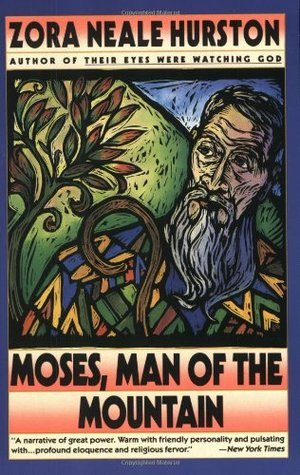 ZORA NEALE HURSTON
AUTHOR OF THEIR EYES WERE WATCHING GOD
MOSES, MAN OF THE
MOUNTAIN
"A narrative of great power. Warm with friendly personality and pulsating
with...profound eloquence and religious fervor." —New York Times